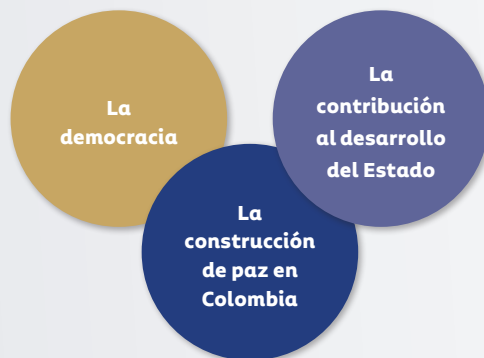 La
democracia
La
contribución
al desarrollo
del Estado
La
construcción
de paz en
Colombia